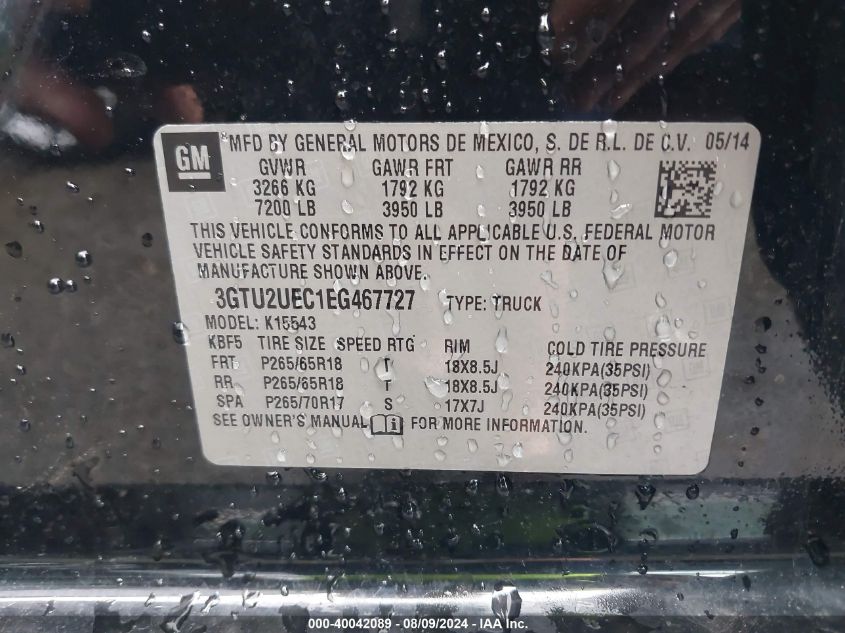 GM
MFD BY GENERAL MOTORS DE MEXICO, S. DE R.L. DE C.V. 05/14
GVWR GAWR FRT GAWR RR
3266 KG 1792 KG 1792 KG
7200 LB 3950 LB 3950 LB
THIS VEHICLE CONFORMS TO ALL APPLICABLE U.S. FEDERAL MOTOR
VEHICLE SAFETY STANDARDS IN EFFECT ON THE DATE OF
MANUFACTURE SHOWN ABOVE.
3GTU2UEC1EG467727 TYPE: TRUCK
MODEL: K15543
KBF5 TIRE SIZE SPEED RTG RIM COLD TIRE PRESSURE
FRT P265/65R18 T 18X8.5J 240KPA(35PSI)
RR P265/65R18 T 18X8.5J 240KPA(35PSI)
SPA P265/70R17 S 17X7J 240KPA(35PSI)
SEE OWNER'S MANUAL FOR MORE INFORMATION.
000-40042089 - 08/09/2024 - IAA Inc.